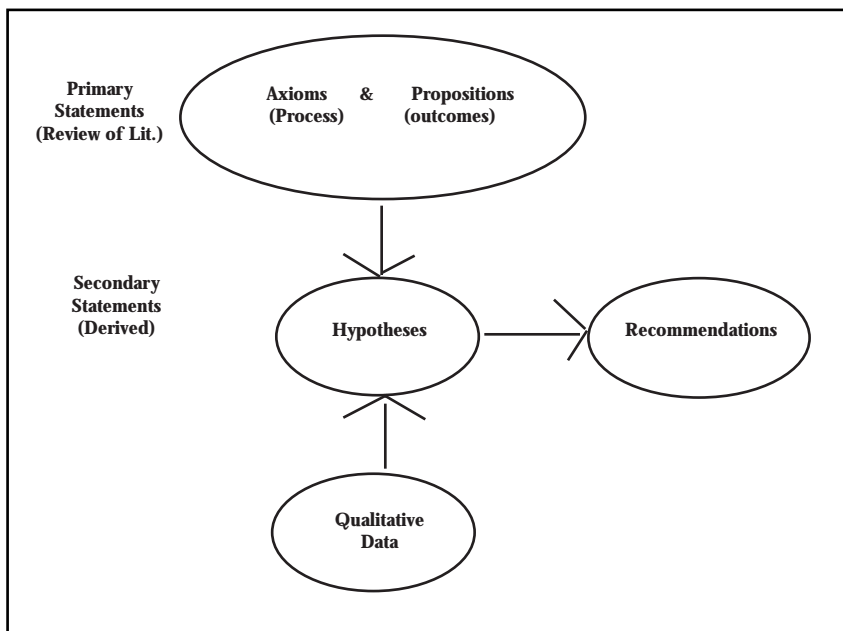 Primary
Statements
(Review of Lit.)
Axioms & Propositions
(Process) (outcomes)
Secondary
Statements
(Derived)
Hypotheses
Recommendations
Qualitative
Data